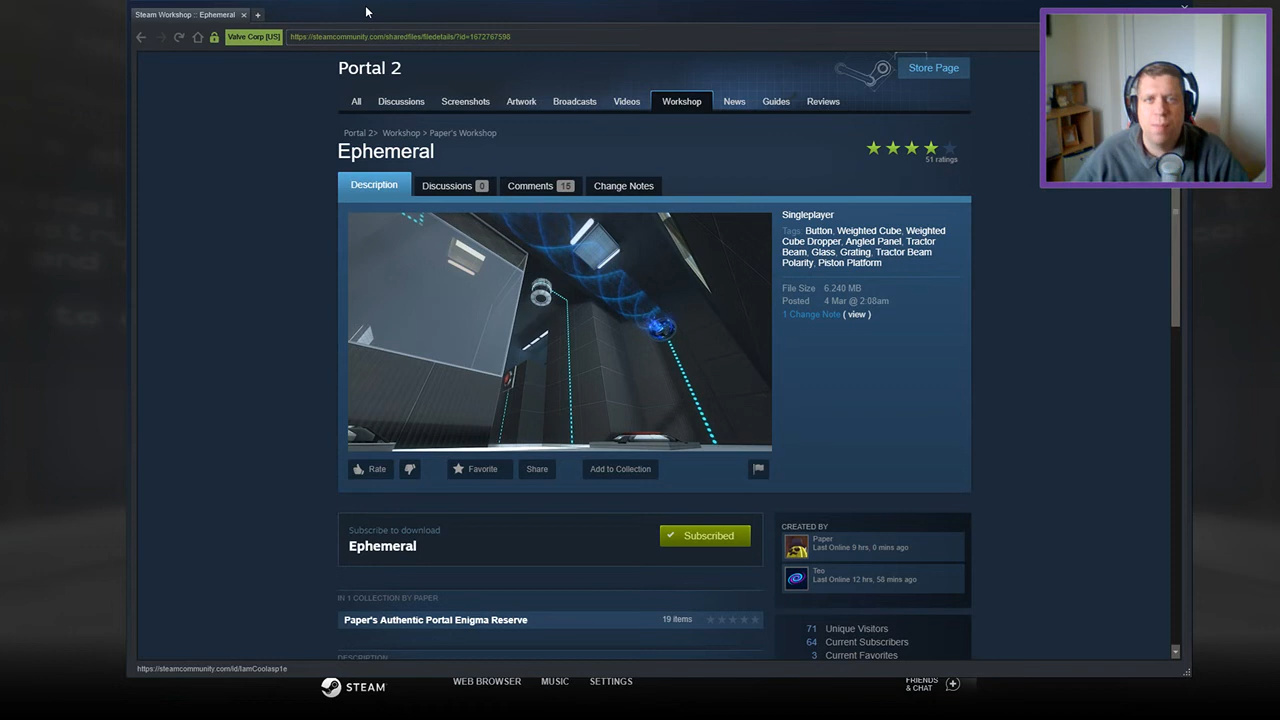 Steam Workshop :: Ephemeral
Valve Corp [US]
https://steamcommunity.com/sharedfiles/filedetails/?id=1672767598
Portal 2
Store Page
All Discussions Screenshots Artwork Broadcasts Videos Workshop News Guides Reviews
Portal 2> Workshop > Paper's Workshop
Ephemeral
51 ratings
Description Discussions 0 Comments 15 Change Notes
Singleplayer
Tags: Button, Weighted Cube, Weighted
Cube Dropper, Angled Panel, Tractor
Beam, Glass, Grating, Tractor Beam
Polarity, Piston Platform
File Size 6.240 MB
Posted 4 Mar @ 2:08am
1 Change Note ( view )
Rate Favorite Share Add to Collection
Subscribe to download
Ephemeral
Subscribed
CREATED BY
Paper
Last Online 9 hrs, 0 mins ago
Teo
Last Online 12 hrs, 58 mins ago
IN 1 COLLECTION BY PAPER
Paper's Authentic Portal Enigma Reserve 19 items
71 Unique Visitors
64 Current Subscribers
3 Current Favorites
DESCRIPTION
https://steamcommunity.com/id/IamCoolasp1e
STEAM
WEB BROWSER MUSIC SETTINGS
FRIENDS
& CHAT